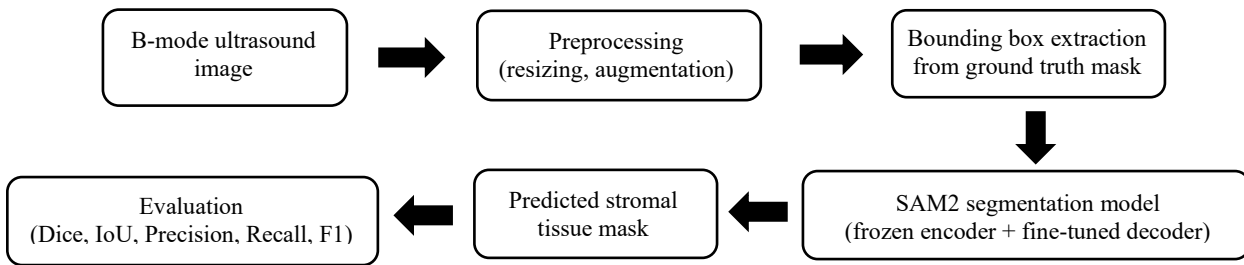 B-mode ultrasound
image
Preprocessing
(resizing, augmentation)
Bounding box extraction
from ground truth mask
SAM2 segmentation model
(frozen encoder + fine-tuned decoder)
Predicted stromal
tissue mask
Evaluation
(Dice, IoU, Precision, Recall, F1)